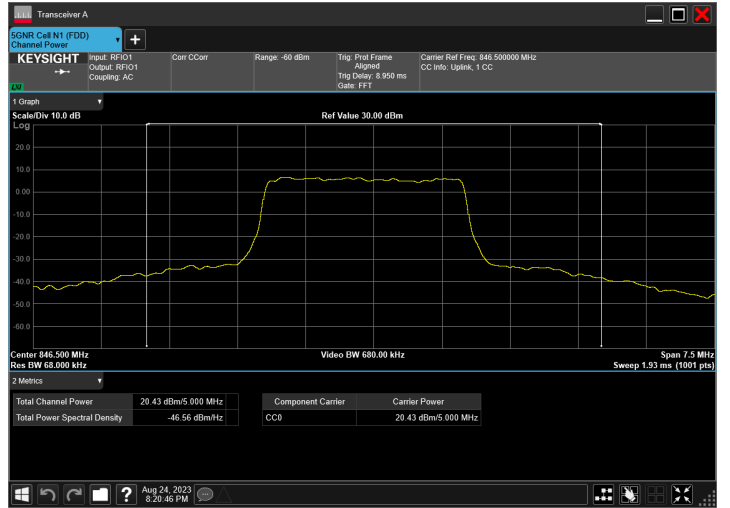 Transceiver A
5GNR Cell N1 (FDD)
Channel Power
KEYSIGHT
Input: RFIO1
Output: RFIO1
Coupling: AC
Corr CCorr
Range: -60 dBm
Trig: Prot Frame
Aligned
Trig Delay: 8.950 ms
Gate: FFT
Carrier Ref Freq: 846.500000 MHz
CC Info: Uplink, 1 CC
1 Graph
Scale/Div 10.0 dB
Ref Value 30.00 dBm
Log
20.0
10.0
0.00
-10.0
-20.0
-30.0
-40.0
-50.0
-60.0
Center 846.500 MHz
Video BW 680.00 kHz
Span 7.5 MHz
Res BW 68.000 kHz
Sweep 1.93 ms (1001 pts)
2 Metrics
Total Channel Power 20.43 dBm/5.000 MHz
Total Power Spectral Density -46.56 dBm/Hz
Component Carrier Carrier Power
CC0 20.43 dBm/5.000 MHz
Aug 24, 2023
8:20:46 PM